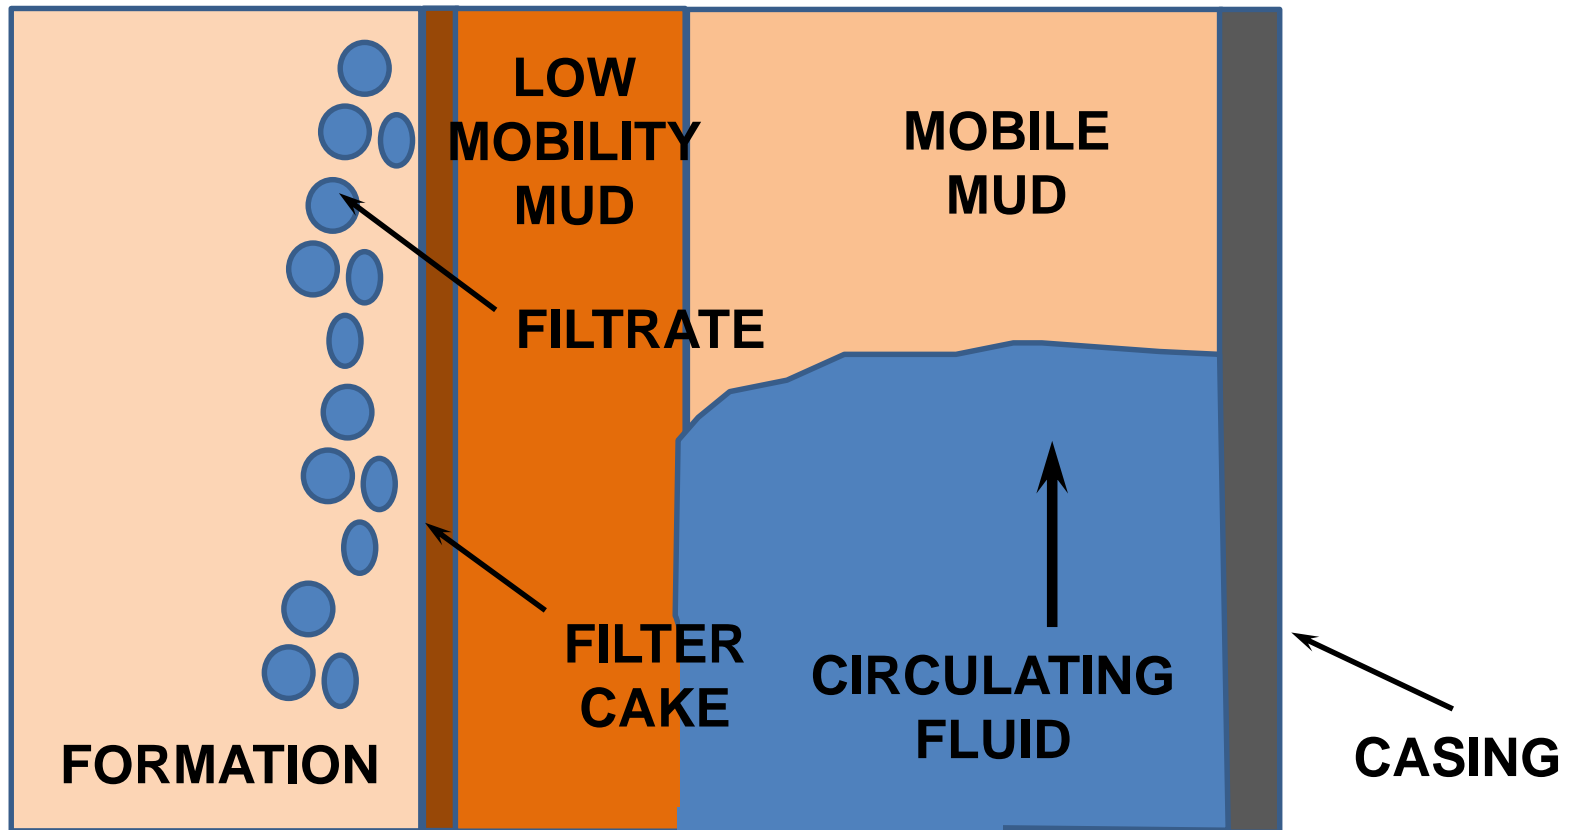 LOW
MOBILITY
MUD
MOBILE
MUD
FILTRATE
FILTER
CAKE
CIRCULATING
FLUID
FORMATION
CASING